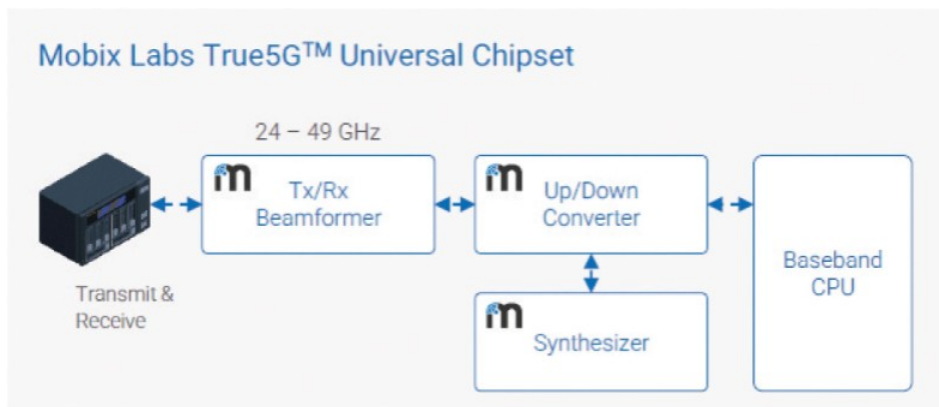 Mobix Labs True5G™ Universal Chipset
24 – 49 GHz
m
Tx/Rx
Beamformer
m
Up/Down
Converter
Baseband
CPU
Transmit &
Receive
m
Synthesizer